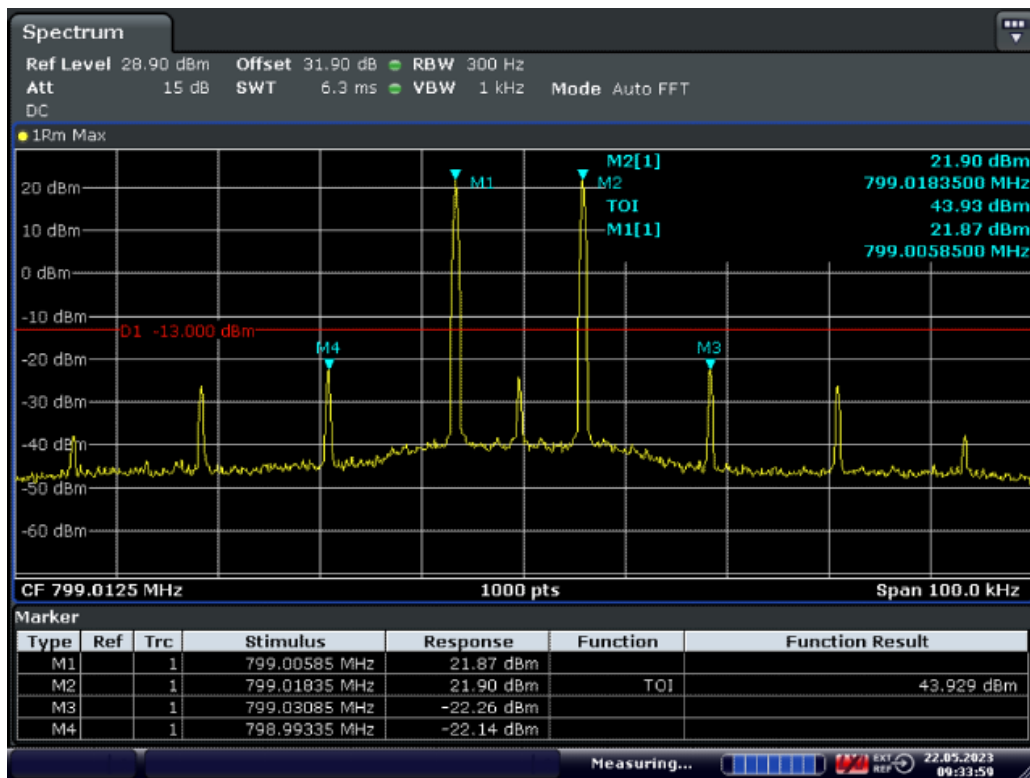 Spectrum
Ref Level 28.90 dBm Offset 31.90 dB RBW 300 Hz
Att 15 dB SWT 6.3 ms VBW 1 kHz Mode Auto FFT
DC
1Rm Max
M2[1] 21.90 dBm
799.0183500 MHz
TOI 43.93 dBm
M1[1] 21.87 dBm
799.0058500 MHz
M1
M2
20 dBm
10 dBm
0 dBm
-10 dBm
D1 -13.000 dBm
M4
M3
-20 dBm
-30 dBm
-40 dBm
-50 dBm
-60 dBm
CF 799.0125 MHz 1000 pts Span 100.0 kHz
Marker
Type Ref Trc Stimulus Response Function Function Result
M1 1 799.00585 MHz 21.87 dBm
M2 1 799.01835 MHz 21.90 dBm TOI 43.929 dBm
M3 1 799.03085 MHz -22.26 dBm
M4 1 798.99335 MHz -22.14 dBm
Measuring... EXT REF 22.05.2023
09:33:59